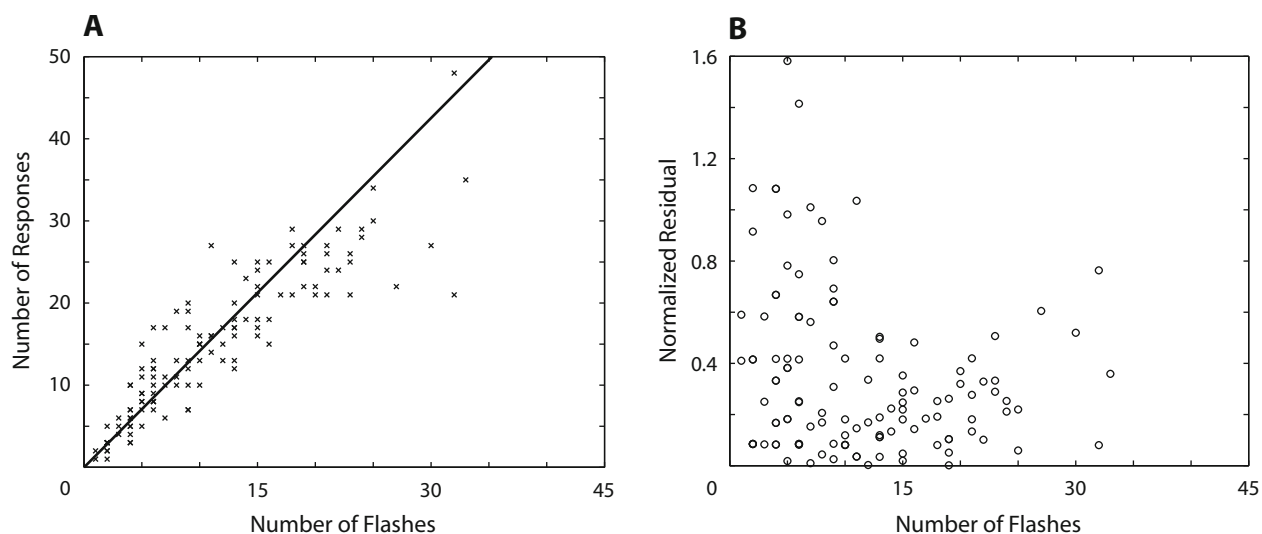 A
50
40
30
20
10
0
15
30
45
Number of Responses
Number of Flashes
B
1.6
1.2
0.8
0.4
0
15
30
45
Normalized Residual
Number of Flashes